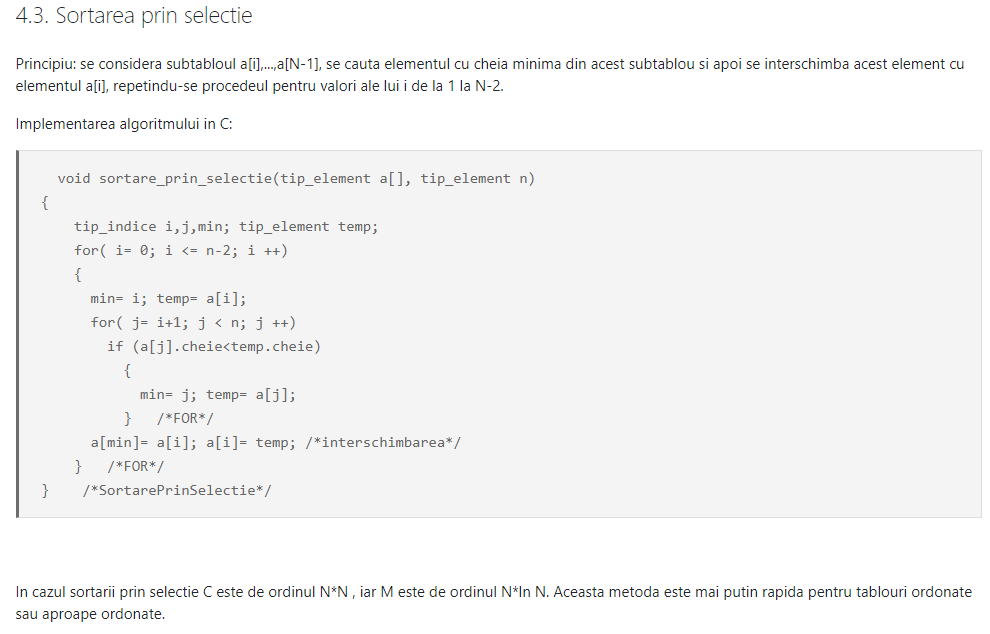 4.3. Sortarea prin selectie
Principiu: se considera subtabloul a[i],...,a[N-1], se cauta elementul cu cheia minima din acest subtablou si apoi se interschimba acest element cu
elementul a[i], repetindu-se procedeul pentru valori ale lui i de la 1 la N-2.
Implementarea algoritmului in C:
void sortare_prin_selectie(tip_element a[], tip_element n)
{
tip_indice i,j,min; tip_element temp;
for( i= 0; i <= n-2; i ++)
{
min= i; temp= a[i];
for( j= i+1; j < n; j ++)
if (a[j].cheie<temp.cheie)
{
min= j; temp= a[j];
} /*FOR*/
a[min]= a[i]; a[i]= temp; /*interschimbarea*/
} /*FOR*/
} /*SortarePrinSelectie*/
In cazul sortarii prin selectie C este de ordinul N*N , iar M este de ordinul N*ln N. Aceasta metoda este mai putin rapida pentru tablouri ordonate
sau aproape ordonate.